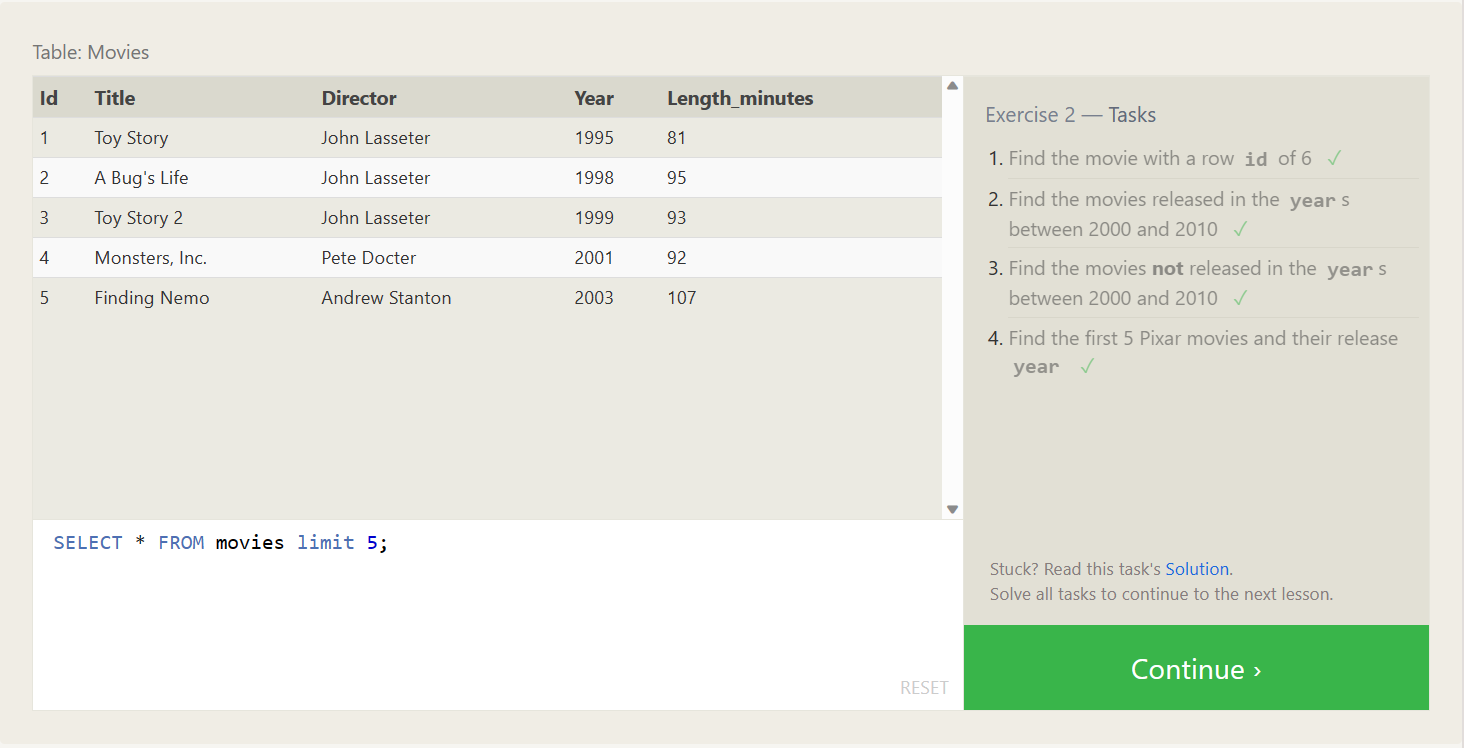 Table: Movies
Id Title Director Year Length_minutes
1 Toy Story John Lasseter 1995 81
2 A Bug's Life John Lasseter 1998 95
3 Toy Story 2 John Lasseter 1999 93
4 Monsters, Inc. Pete Docter 2001 92
5 Finding Nemo Andrew Stanton 2003 107
SELECT * FROM movies limit 5;
RESET
Exercise 2 — Tasks
1. Find the movie with a row id of 6 ✓
2. Find the movies released in the year s
between 2000 and 2010 ✓
3. Find the movies not released in the year s
between 2000 and 2010 ✓
4. Find the first 5 Pixar movies and their release
year ✓
Stuck? Read this task's Solution.
Solve all tasks to continue to the next lesson.
Continue ›